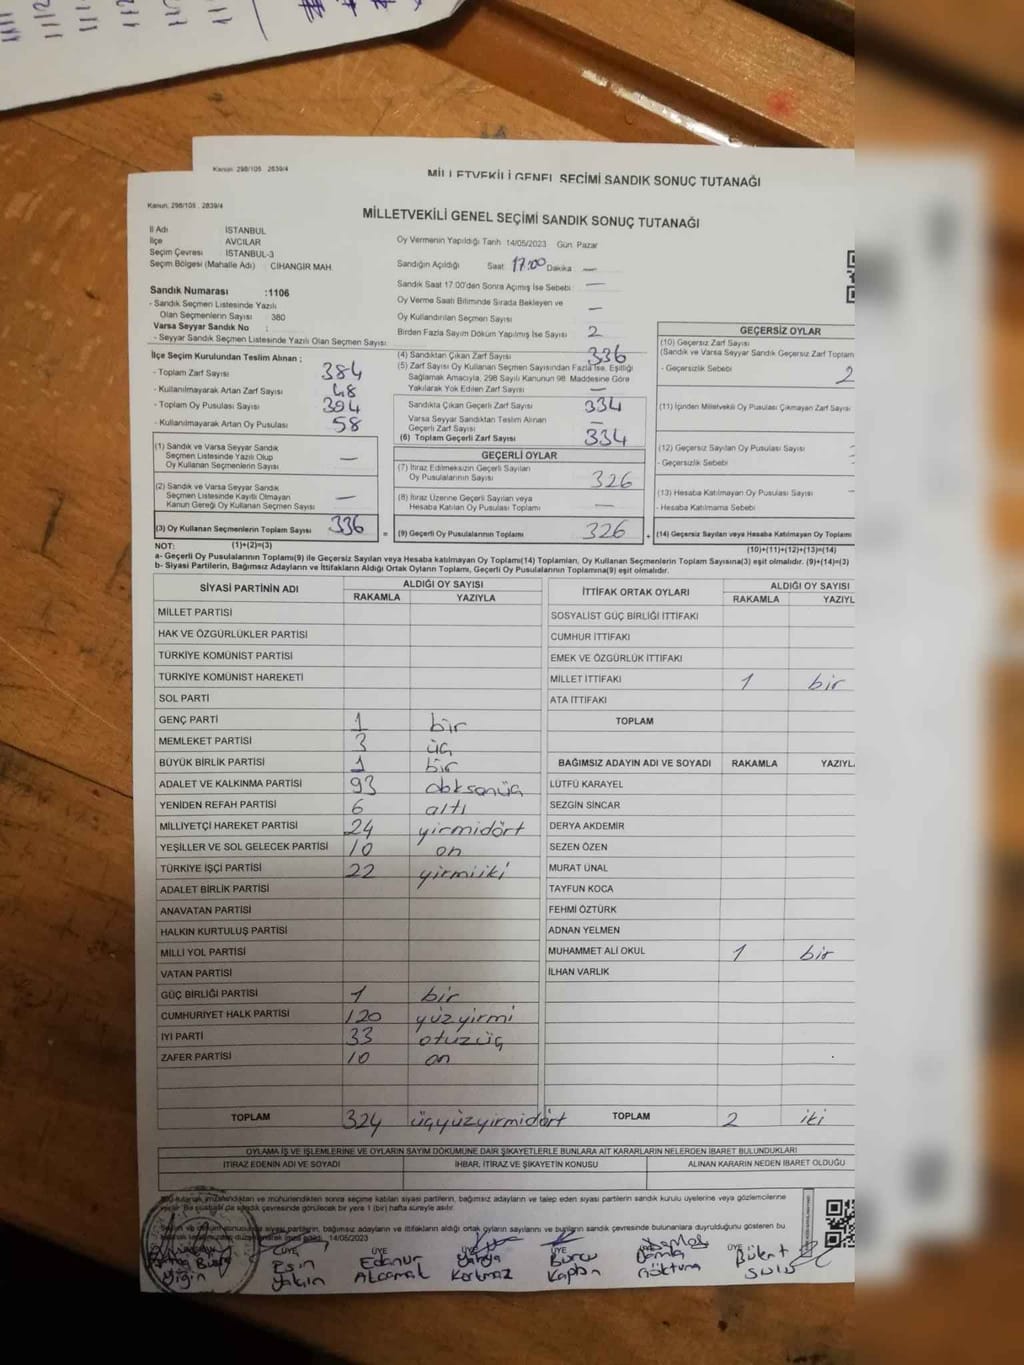 Kanun. 298/105 , 2839/4
MİLLETVEKİLİ GENEL SEÇİMİ SANDIK SONUÇ TUTANAĞI
Kanun. 298/105 , 2839/4
MİLLETVEKİLİ GENEL SEÇİMİ SANDIK SONUÇ TUTANAĞI
İl Adı İSTANBUL
İlçe AVCILAR
Seçim Çevresi İSTANBUL-3
Seçim Bölgesi (Mahalle Adı) : CİHANGİR MAH.
Oy Vermenin Yapıldığı Tarih 14/05/2023 Gün Pazar
Sandığın Açıldığı Saat 17:00 Dakika —
Sandık Saat 17.00'den Sonra Açımış İse Sebebi —
Oy Verme Saati Bitiminde Sırada Bekleyen ve
Oy Kullandırılan Seçmen Sayısı —
Birden Fazla Sayım Döküm Yapılmış İse Sayısı 2
Sandık Numarası :1106
- Sandık Seçmen Listesinde Yazılı
Olan Seçmenlerin Sayısı 380
Varsa Seyyar Sandık No :
- Seyyar Sandık Seçmen Listesinde Yazılı Olan Seçmen Sayısı:
İlçe Seçim Kurulundan Teslim Alınan ;
- Toplam Zarf Sayısı 384
- Kullanılmayarak Artan Zarf Sayısı 48
- Toplam Oy Pusulası Sayısı 394
- Kullanılmayarak Artan Oy Pusulası 58
(1) Sandık ve Varsa Seyyar Sandık
Seçmen Listesinde Yazılı Olup
Oy Kullanan Seçmenlerin Sayısı —
(2) Sandık ve Varsa Seyyar Sandık
Seçmen Listesinde Kayıtlı Olmayan
Kanun Gereği Oy Kullanan Seçmen Sayısı —
(3) Oy Kullanan Seçmenlerin Toplam Sayısı 336
(4) Sandıktan Çıkan Zarf Sayısı 336
(5) Zarf Sayısı Oy Kullanan Seçmen Sayısından Fazla İse, Eşitliği
Sağlamak Amacıyla, 298 Sayılı Kanunun 98. Maddesine Göre
Yakılarak Yok Edilen Zarf Sayısı —
Sandıkta Çıkan Geçerli Zarf Sayısı 334
Varsa Seyyar Sandıktan Teslim Alınan
Geçerli Zarf Sayısı —
(6) Toplam Geçerli Zarf Sayısı 334
GEÇERLİ OYLAR
(7) İtiraz Edilmeksizin Geçerli Sayılan
Oy Pusulalarının Sayısı 326
(8) İtiraz Üzerine Geçerli Sayılan veya
Hesaba Katılan Oy Pusulası Toplamı —
= (9) Geçerli Oy Pusulalarının Toplamı 326 +
GEÇERSİZ OYLAR
(10) Geçersiz Zarf Sayısı
(Sandık ve Varsa Seyyar Sandık Geçersiz Zarf Toplam
- Geçersizlik Sebebi 2
(11) İçinden Milletvekili Oy Pusulası Çıkmayan Zarf Sayısı
(12) Geçersiz Sayılan Oy Pusulası Sayısı
- Geçersizlik Sebebi
(13) Hesaba Katılmayan Oy Pusulası Sayısı
- Hesaba Katılmama Sebebi
(14) Geçersiz Sayılan veya Hesaba Katılmayan Oy Toplamı
NOT: (1)+(2)=(3) (10)+(11)+(12)+(13)=(14)
a- Geçerli Oy Pusulalarının Toplamı(9) ile Geçersiz Sayılan veya Hesaba katılmayan Oy Toplamı(14) Toplamları, Oy Kullanan Seçmenlerin Toplam Sayısına(3) eşit olmalıdır. (9)+(14)=(3)
b- Siyasi Partilerin, Bağımsız Adayların ve İttifakların Aldığı Ortak Oyların Toplamı, Geçerli Oy Pusulalarının Toplamına(9) eşit olmalıdır.
SİYASİ PARTİNİN ADI ALDIĞI OY SAYISI
RAKAMLA YAZIYLA
MİLLET PARTİSİ
HAK VE ÖZGÜRLÜKLER PARTİSİ
TÜRKİYE KOMÜNİST PARTİSİ
TÜRKİYE KOMÜNİST HAREKETİ
SOL PARTİ
GENÇ PARTİ 1 bir
MEMLEKET PARTİSİ 3 üç
BÜYÜK BİRLİK PARTİSİ 1 bir
ADALET VE KALKINMA PARTİSİ 93 doksanüç
YENİDEN REFAH PARTİSİ 6 altı
MİLLİYETÇİ HAREKET PARTİSİ 24 yirmidört
YEŞİLLER VE SOL GELECEK PARTİSİ 10 on
TÜRKİYE İŞÇİ PARTİSİ 22 yirmiiki
ADALET BİRLİK PARTİSİ
ANAVATAN PARTİSİ
HALKIN KURTULUŞ PARTİSİ
MİLLİ YOL PARTİSİ
VATAN PARTİSİ
GÜÇ BİRLİĞİ PARTİSİ 1 bir
CUMHURİYET HALK PARTİSİ 120 yüzyirmi
İYİ PARTİ 33 otuzüç
ZAFER PARTİSİ 10 on
TOPLAM 324 üçyüzyirmidört
İTTİFAK ORTAK OYLARI ALDIĞI OY SAYISI
RAKAMLA YAZIYL
SOSYALİST GÜÇ BİRLİĞİ İTTİFAKI
CUMHUR İTTİFAKI
EMEK VE ÖZGÜRLÜK İTTİFAKI
MİLLET İTTİFAKI 1 bir
ATA İTTİFAKI
TOPLAM
BAĞIMSIZ ADAYIN ADI VE SOYADI RAKAMLA YAZIYL
LÜTFÜ KARAYEL
SEZGİN SİNCAR
DERYA AKDEMİR
SEZEN ÖZEN
MURAT ÜNAL
TAYFUN KOCA
FEHMİ ÖZTÜRK
ADNAN YELMEN
MUHAMMET ALİ OKUL 1 bir
İLHAN VARLIK
TOPLAM 2 iki
OYLAMA İŞ VE İŞLEMLERİNE VE OYLARIN SAYIM DÖKÜMÜNE DAİR ŞİKAYETLERLE BUNLARA AİT KARARLARIN NELERDEN İBARET BULUNDUKLARI
İTİRAZ EDENİN ADI VE SOYADI İHBAR, İTİRAZ VE ŞİKAYETİN KONUSU ALINAN KARARIN NEDEN İBARET OLDUĞU
tutanak imzalandıktan ve mühürlendikten sonra seçime katılan siyasi partilerin, bağımsız adayların ve talep eden siyasi partilerin sandık kurulu üyelerine veya gözlemcilerine
sandık çevresinde görülecek bir yere 1 (bir) hafta süreyle asılır.
siyasi partilerin, bağımsız adayların ve ittifakların aldığı ortak oyların sayılarını ve bunların sandık çevresinde bulunanlara duyrulduğunu gösteren bu
14/05/2023
ÜYE ÜYE ÜYE ÜYE ÜYE
Yiğin Esin Yalçın Edanur Yahya Korkmaz Burcu Kaplan Göktuna Bülent